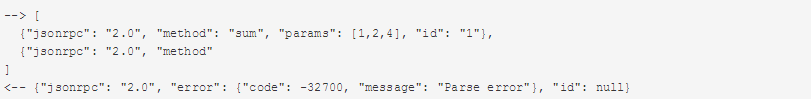 --> [
  {"jsonrpc": "2.0", "method": "sum", "params": [1,2,4], "id": "1"},
  {"jsonrpc": "2.0", "method"
]
<-- {"jsonrpc": "2.0", "error": {"code": -32700, "message": "Parse error"}, "id": null}